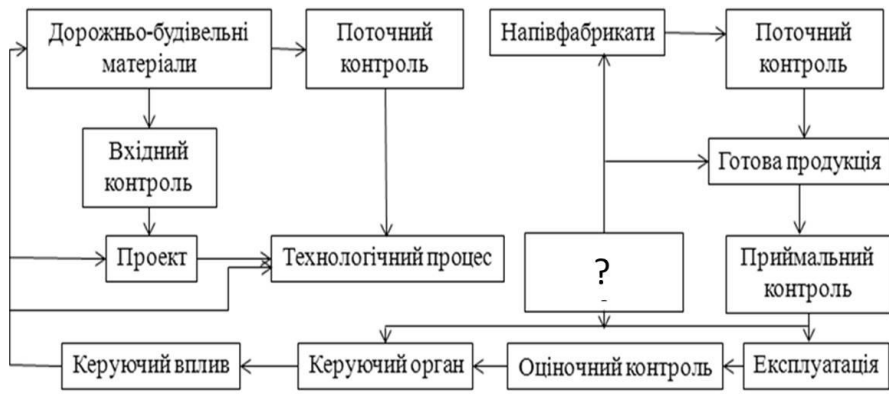 Дорожньо-будівельні
матеріали
Поточний
контроль
Напівфабрикати
Поточний
контроль
Вхідний
контроль
Готова продукція
Проект
Технологічний процес
?
Приймальний
контроль
Керуючий вплив
Керуючий орган
Оціночний контроль
Експлуатація